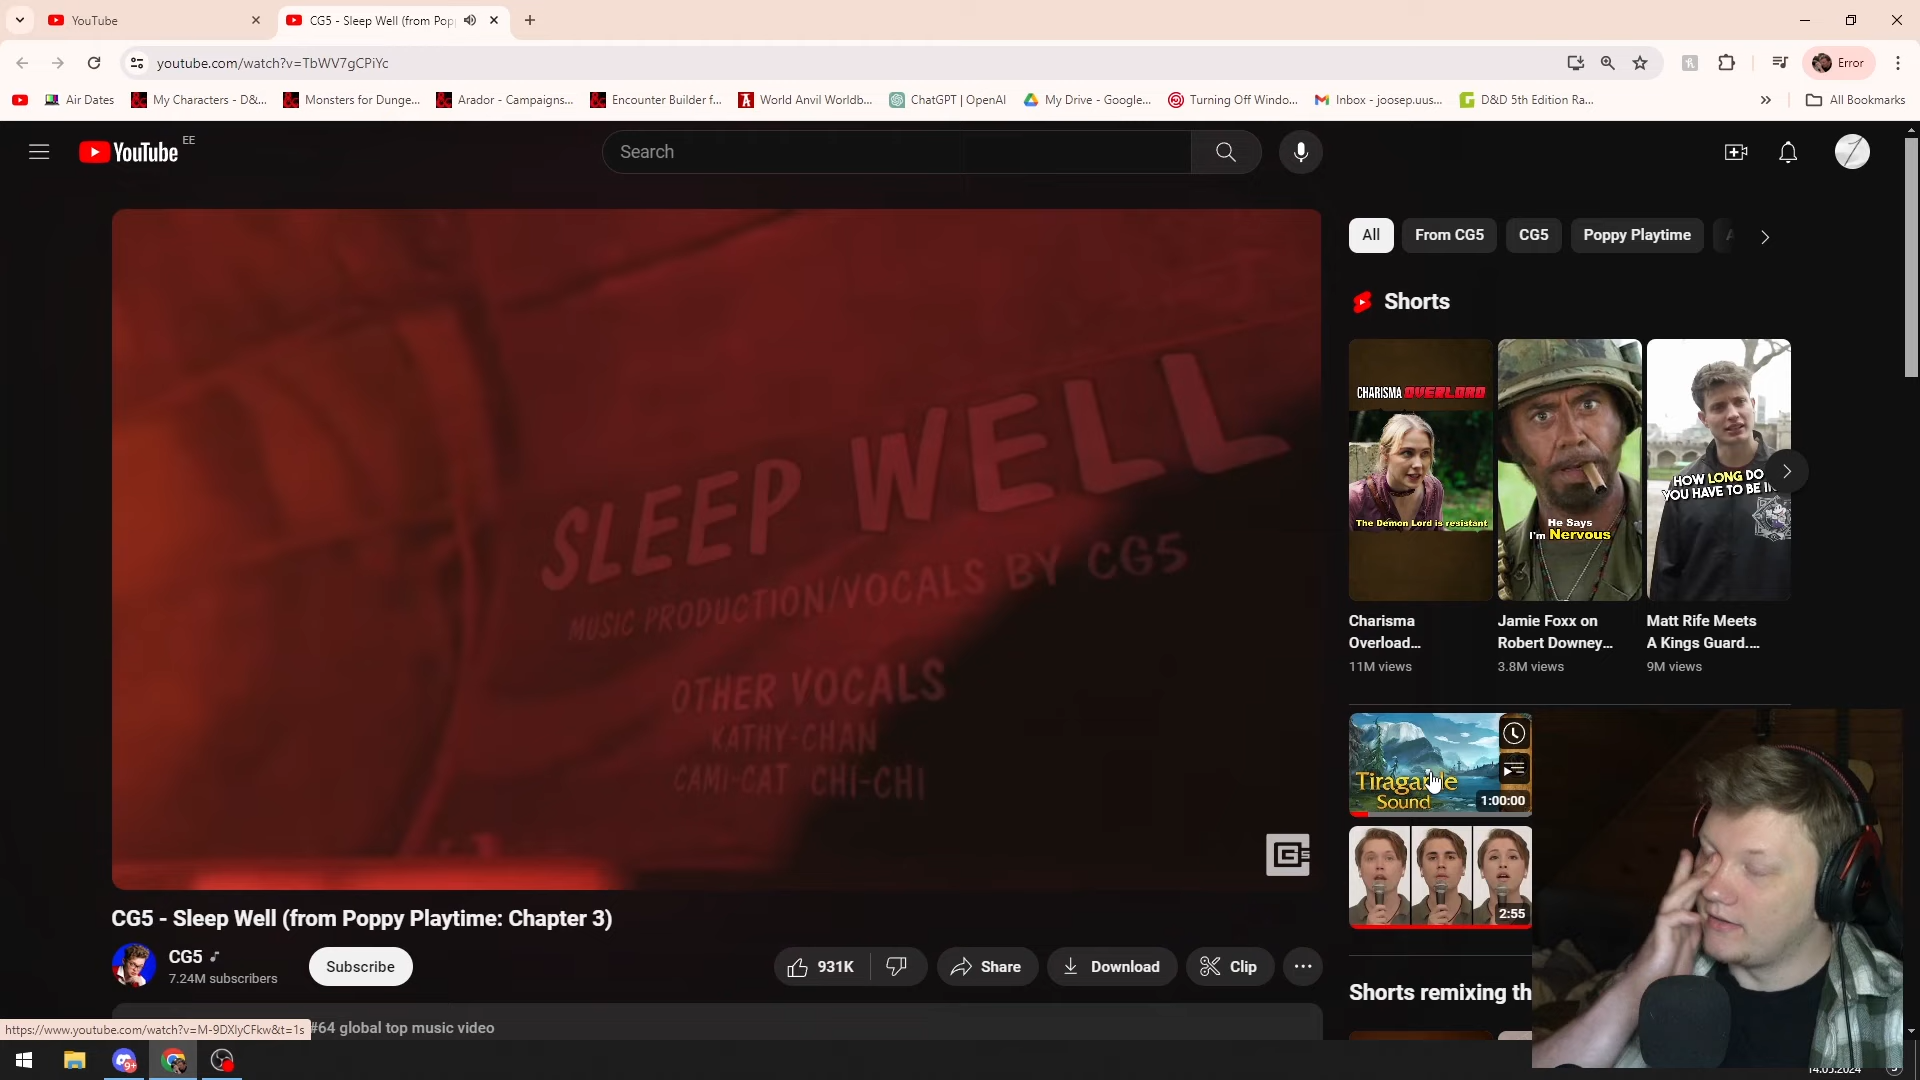 YouTube
CG5 - Sleep Well (from Pop
youtube.com/watch?v=TbWV7gCPiYc
Error
Air Dates
My Characters - D&...
Monsters for Dunge...
Arador - Campaigns...
Encounter Builder f...
World Anvil Worldb...
ChatGPT | OpenAI
My Drive - Google...
Turning Off Windo...
Inbox - joosep.uus...
D&D 5th Edition Ra...
All Bookmarks
YouTube EE
Search
All
From CG5
CG5
Poppy Playtime
Shorts
SLEEP WELL
MUSIC PRODUCTION/VOCALS BY CG5
OTHER VOCALS
KATHY-CHAN
CAMI-CAT CHI-CHI
CHARISMA OVERLORD
The Demon Lord is resistant
He Says
I'm Nervous
HOW LONG DO
YOU HAVE TO BE
Charisma
Overload...
11M views
Jamie Foxx on
Robert Downey...
3.8M views
Matt Rife Meets
A Kings Guard....
9M views
Tiragarde
Sound
1:00:00
2:55
CG5 - Sleep Well (from Poppy Playtime: Chapter 3)
CG5
7.24M subscribers
Subscribe
931K
Share
Download
Clip
Shorts remixing th
#64 global top music video
https://www.youtube.com/watch?v=M-9DXlyCFkw&t=1s
9+
14.05.2024